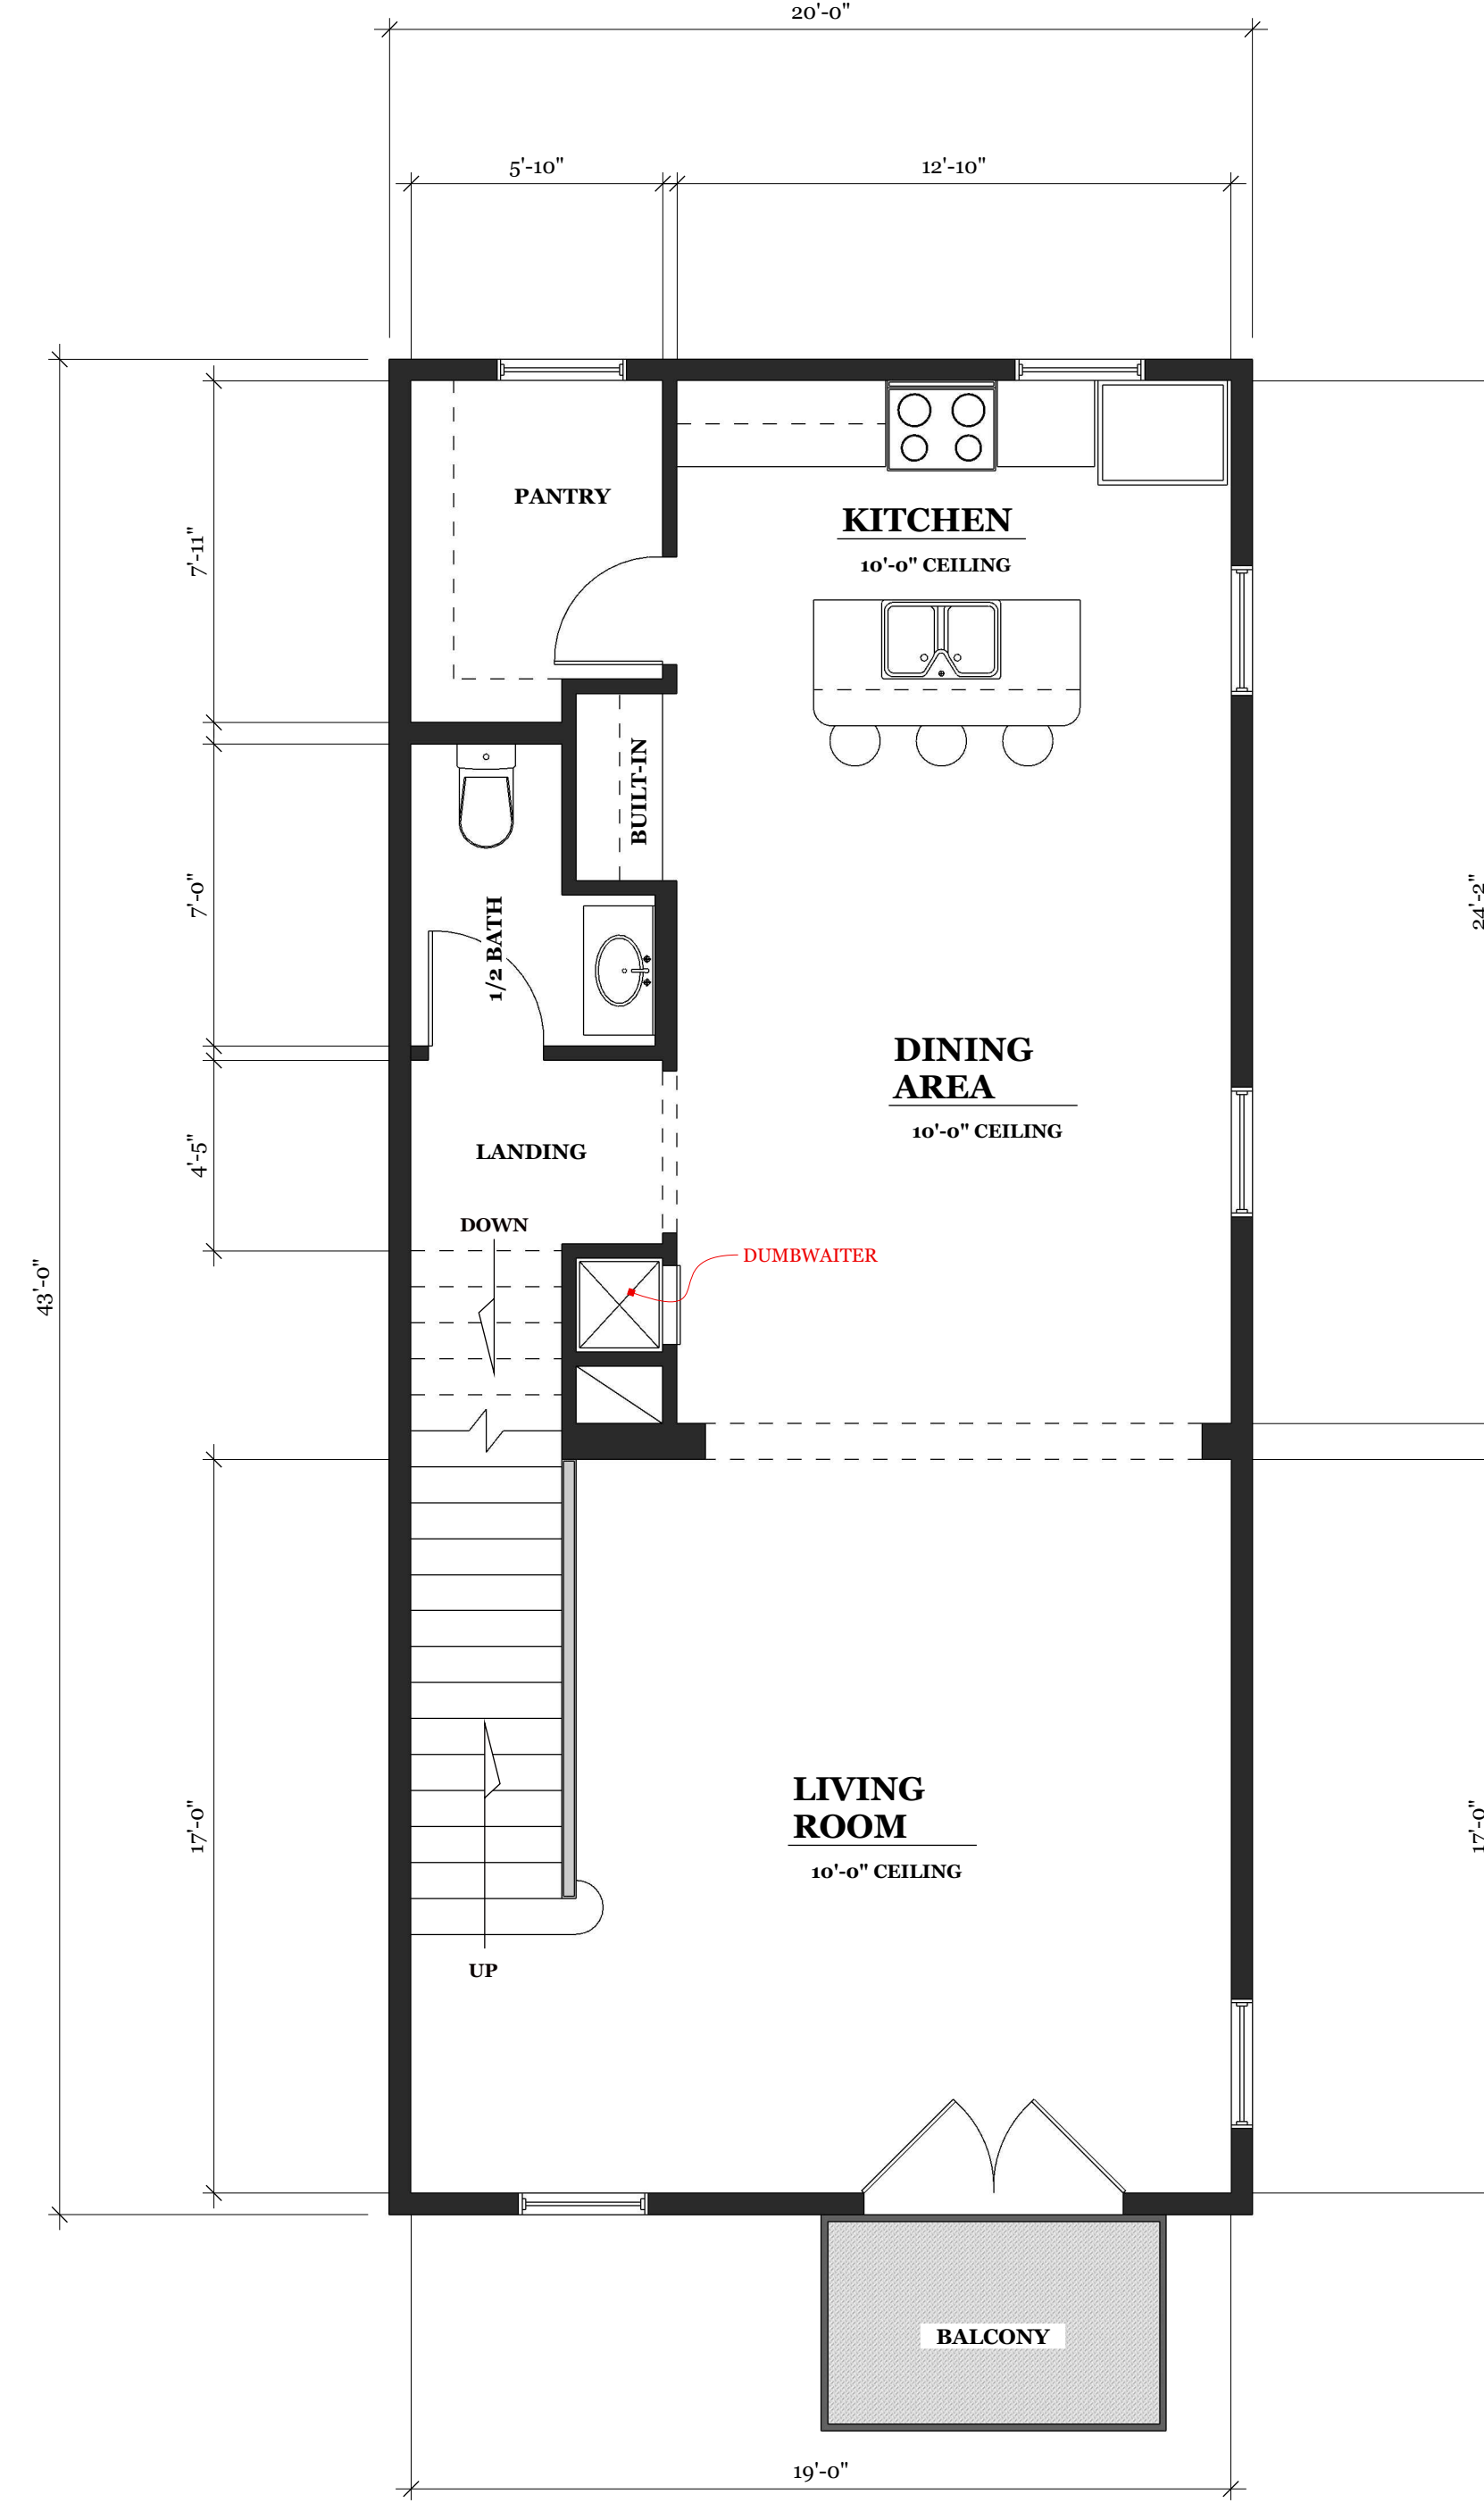 20'-0"
5'-10"
12'-10"
PANTRY
KITCHEN
10'-0" CEILING
7'-11"
BUILT-IN
7'-0"
1/2 BATH
24'-2"
DINING
AREA
10'-0" CEILING
4'-5"
LANDING
DOWN
DUMBWAITER
43'-0"
LIVING
ROOM
10'-0" CEILING
17'-0"
17'-0"
UP
BALCONY
19'-0"